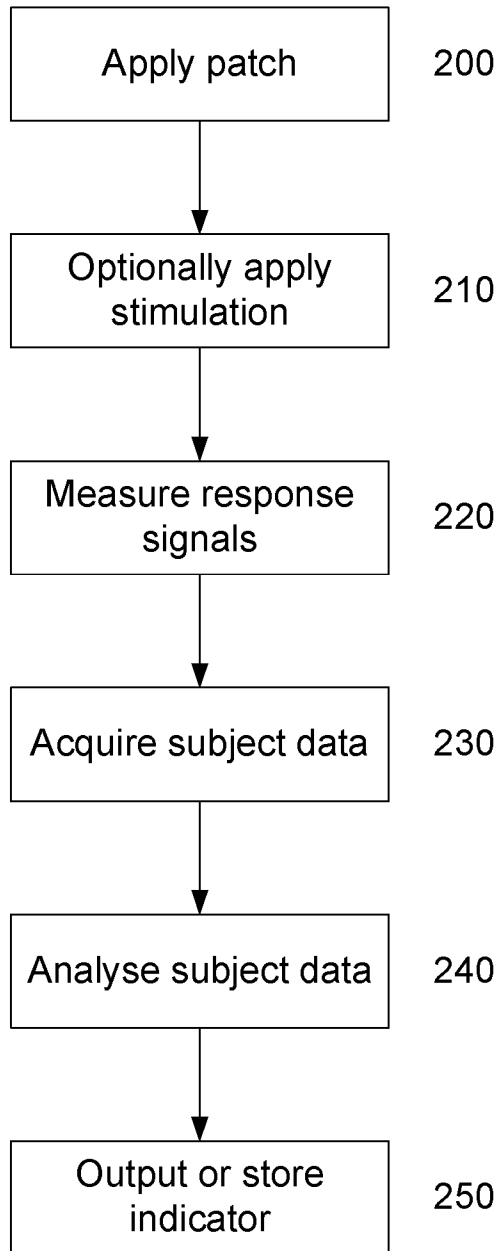 Apply patch 200
Optionally apply 210
stimulation
Measure response 220
signals
Acquire subject data 230
Analyse subject data 240
Output or store 250
indicator